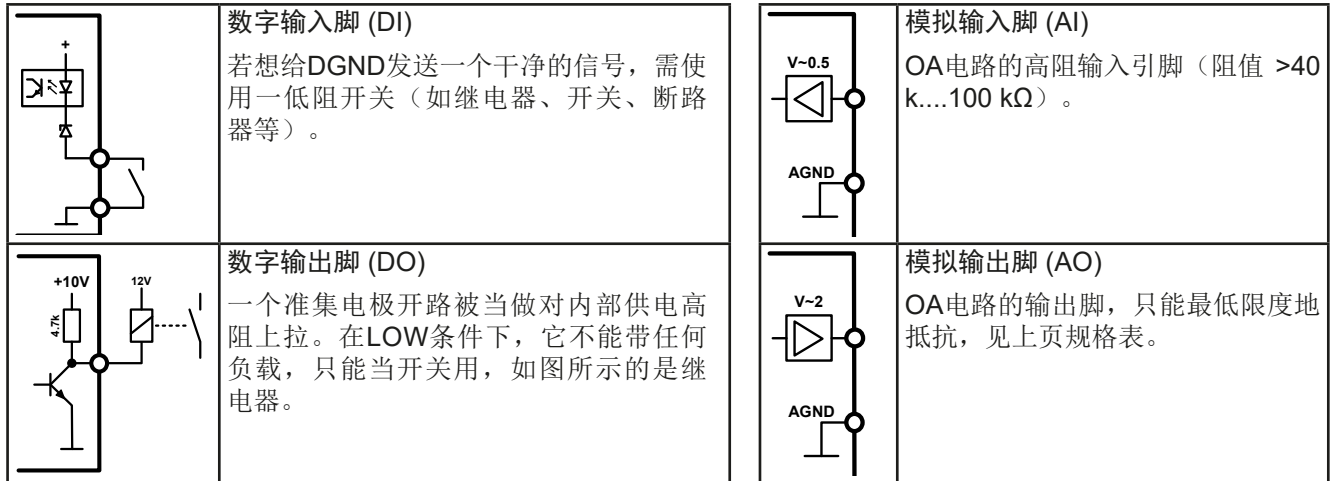 +
数字输入脚 (DI)
若想给DGND发送一个干净的信号，需使
用一低阻开关（如继电器、开关、断路
器等）。
+10V
12V
4.7k
数字输出脚 (DO)
一个准集电极开路被当做对内部供电高
阻上拉。在LOW条件下，它不能带任何
负载，只能当开关用，如图所示的是继
电器。
V~0.5
AGND
模拟输入脚 (AI)
OA电路的高阻输入引脚（阻值 >40
k....100 kΩ）。
V~2
AGND
模拟输出脚 (AO)
OA电路的输出脚，只能最低限度地
抵抗，见上页规格表。